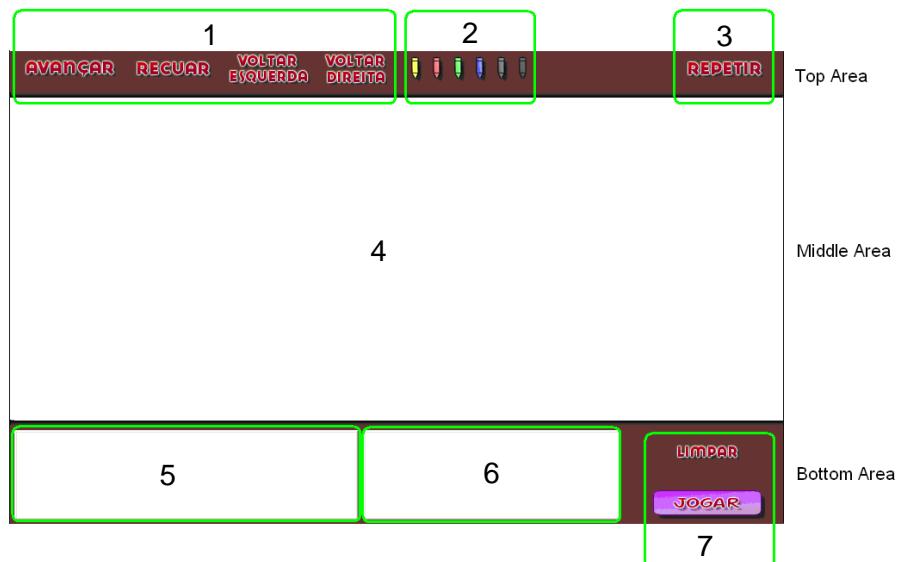 1
2
3
AVANÇAR RECUAR VOLTAR ESQUERDA VOLTAR DIREITA REPETIR
Top Area
4
Middle Area
5
6
LIMPAR
Bottom Area
JOGAR
7